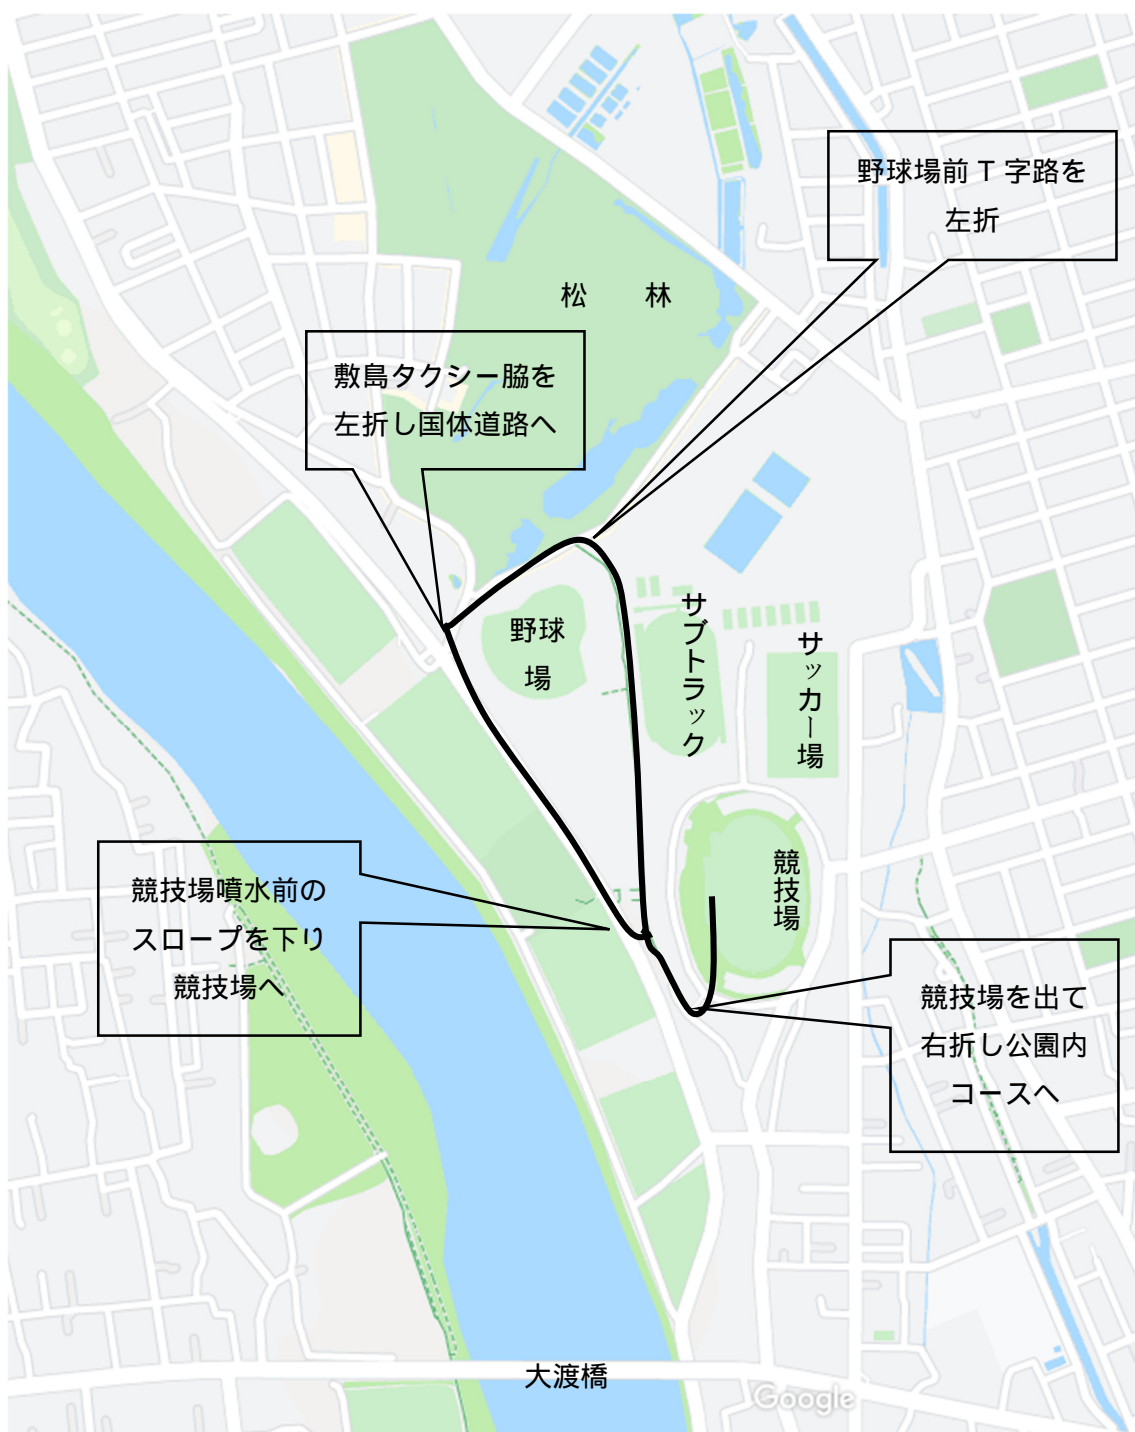 野球場前 T 字路を
左折
松　林
敷島タクシー脇を
左折し国体道路へ
野球
場
サブトラック
サッカー場
競技場
競技場噴水前の
スロープを下り
競技場へ
競技場を出て
右折し公園内
コースへ
大渡橋
Google